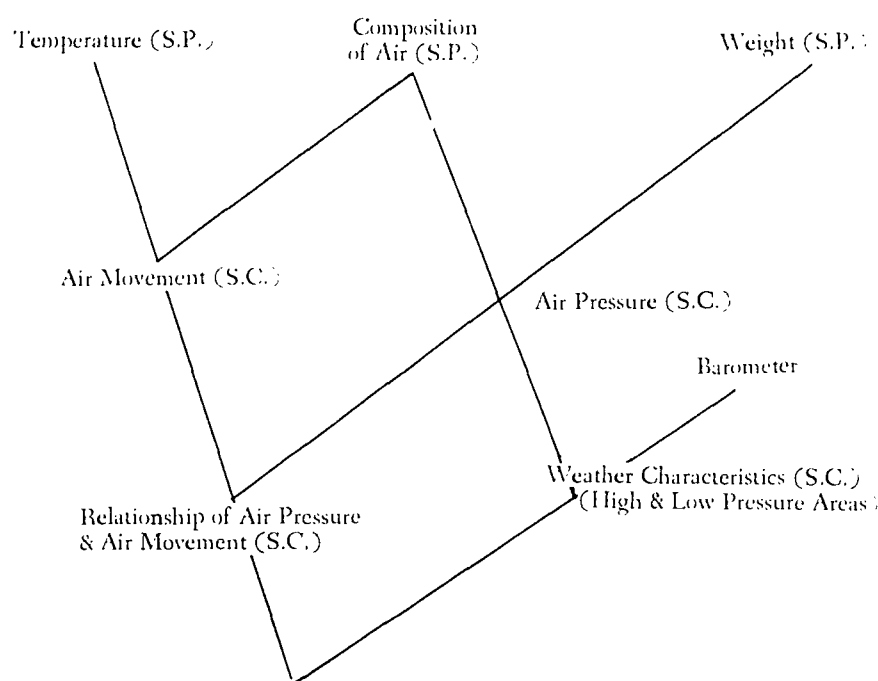 Temperature (S.P.)
Composition
of Air (S.P.)
Weight (S.P.)
Air Movement (S.C.)
Air Pressure (S.C.)
Barometer
Weather Characteristics (S.C.)
(High & Low Pressure Areas)
Relationship of Air Pressure
& Air Movement (S.C.)